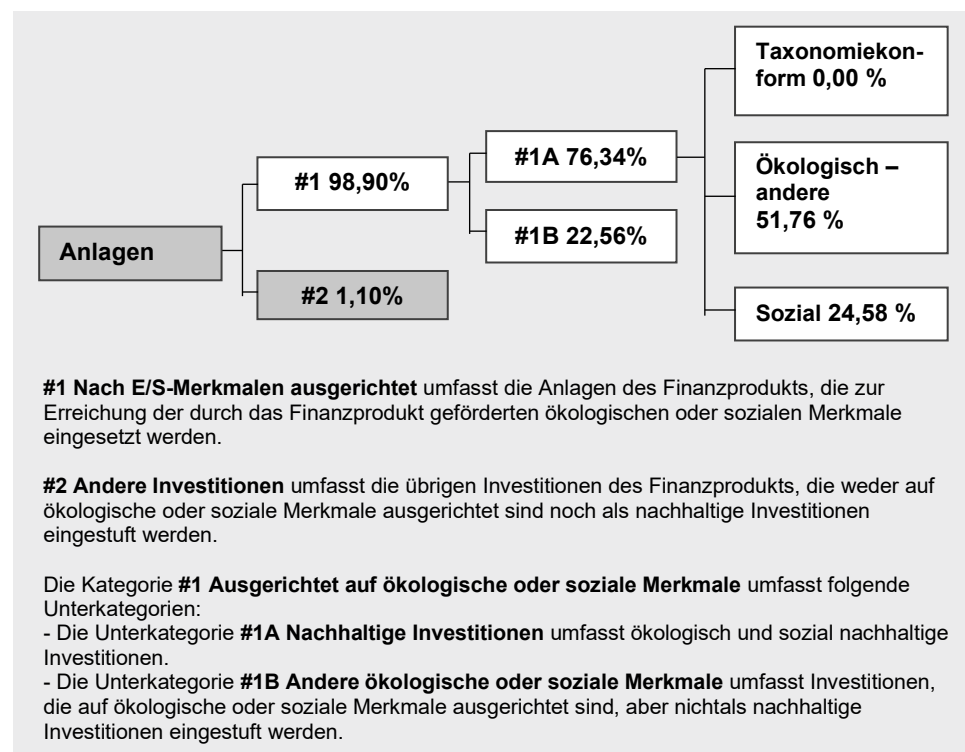 Taxonomiekon-
form 0,00 %
#1A 76,34%
#1 98,90%
Ökologisch –
andere
51,76 %
#1B 22,56%
Anlagen
#2 1,10%
Sozial 24,58 %
#1 Nach E/S-Merkmalen ausgerichtet umfasst die Anlagen des Finanzprodukts, die zur
Erreichung der durch das Finanzprodukt geförderten ökologischen oder sozialen Merkmale
eingesetzt werden.
#2 Andere Investitionen umfasst die übrigen Investitionen des Finanzprodukts, die weder auf
ökologische oder soziale Merkmale ausgerichtet sind noch als nachhaltige Investitionen
eingestuft werden.
Die Kategorie #1 Ausgerichtet auf ökologische oder soziale Merkmale umfasst folgende
Unterkategorien:
- Die Unterkategorie #1A Nachhaltige Investitionen umfasst ökologisch und sozial nachhaltige
Investitionen.
- Die Unterkategorie #1B Andere ökologische oder soziale Merkmale umfasst Investitionen,
die auf ökologische oder soziale Merkmale ausgerichtet sind, aber nichtals nachhaltige
Investitionen eingestuft werden.